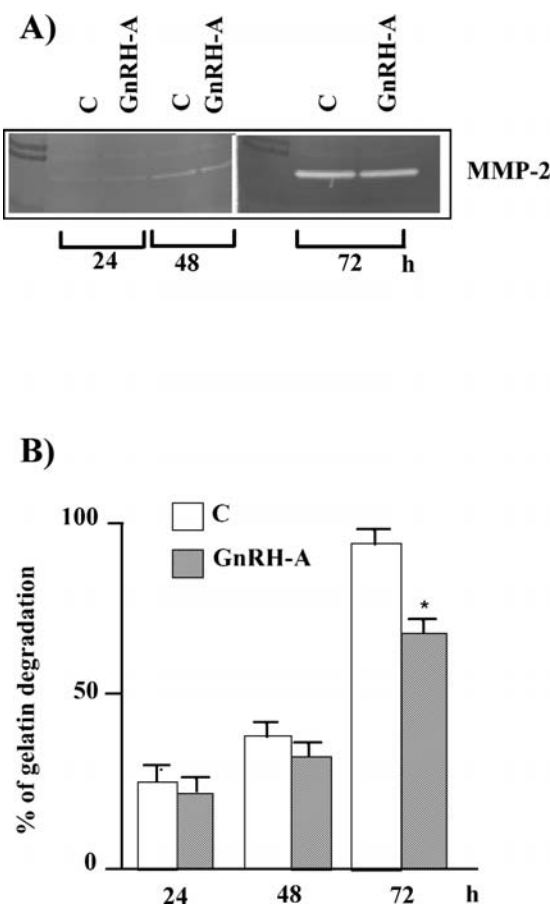 A)
C GnRH-A C GnRH-A C GnRH-A
MMP-2
24 48 72 h
B)
100
C
GnRH-A
*
50
% of gelatin degradation
0
24 48 72 h